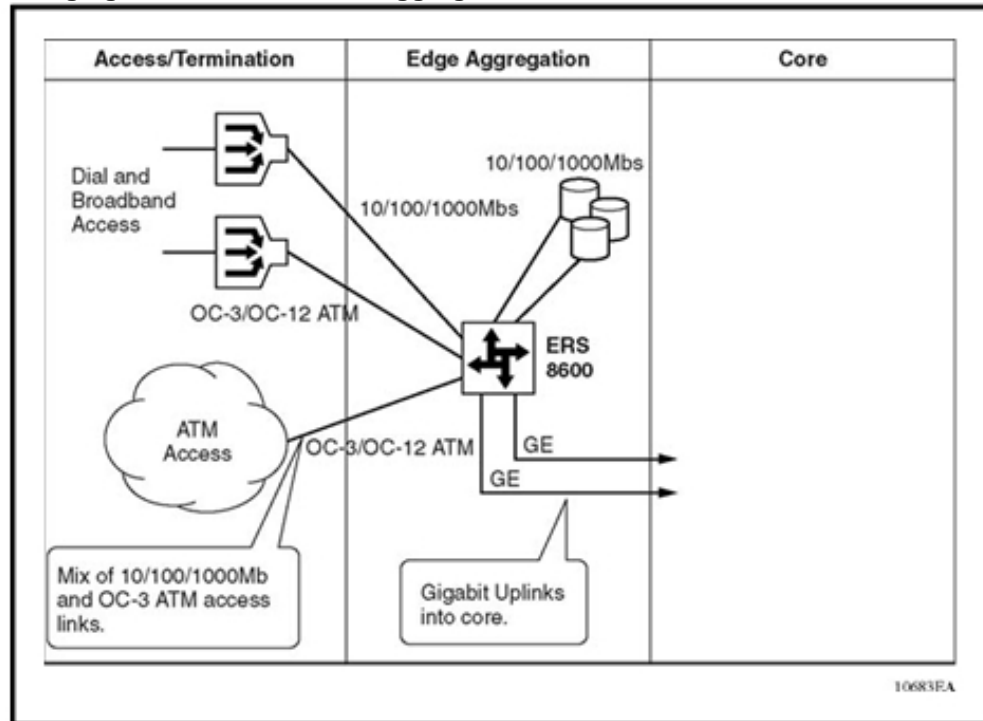 Access/Termination
Edge Aggregation
Core
Dial and
Broadband
Access
10/100/1000Mbs
10/100/1000Mbs
OC-3/OC-12 ATM
ERS
8600
ATM
Access
OC-3/OC-12 ATM
GE
GE
Mix of 10/100/1000Mb
and OC-3 ATM access
links.
Gigabit Uplinks
into core.
10683EA